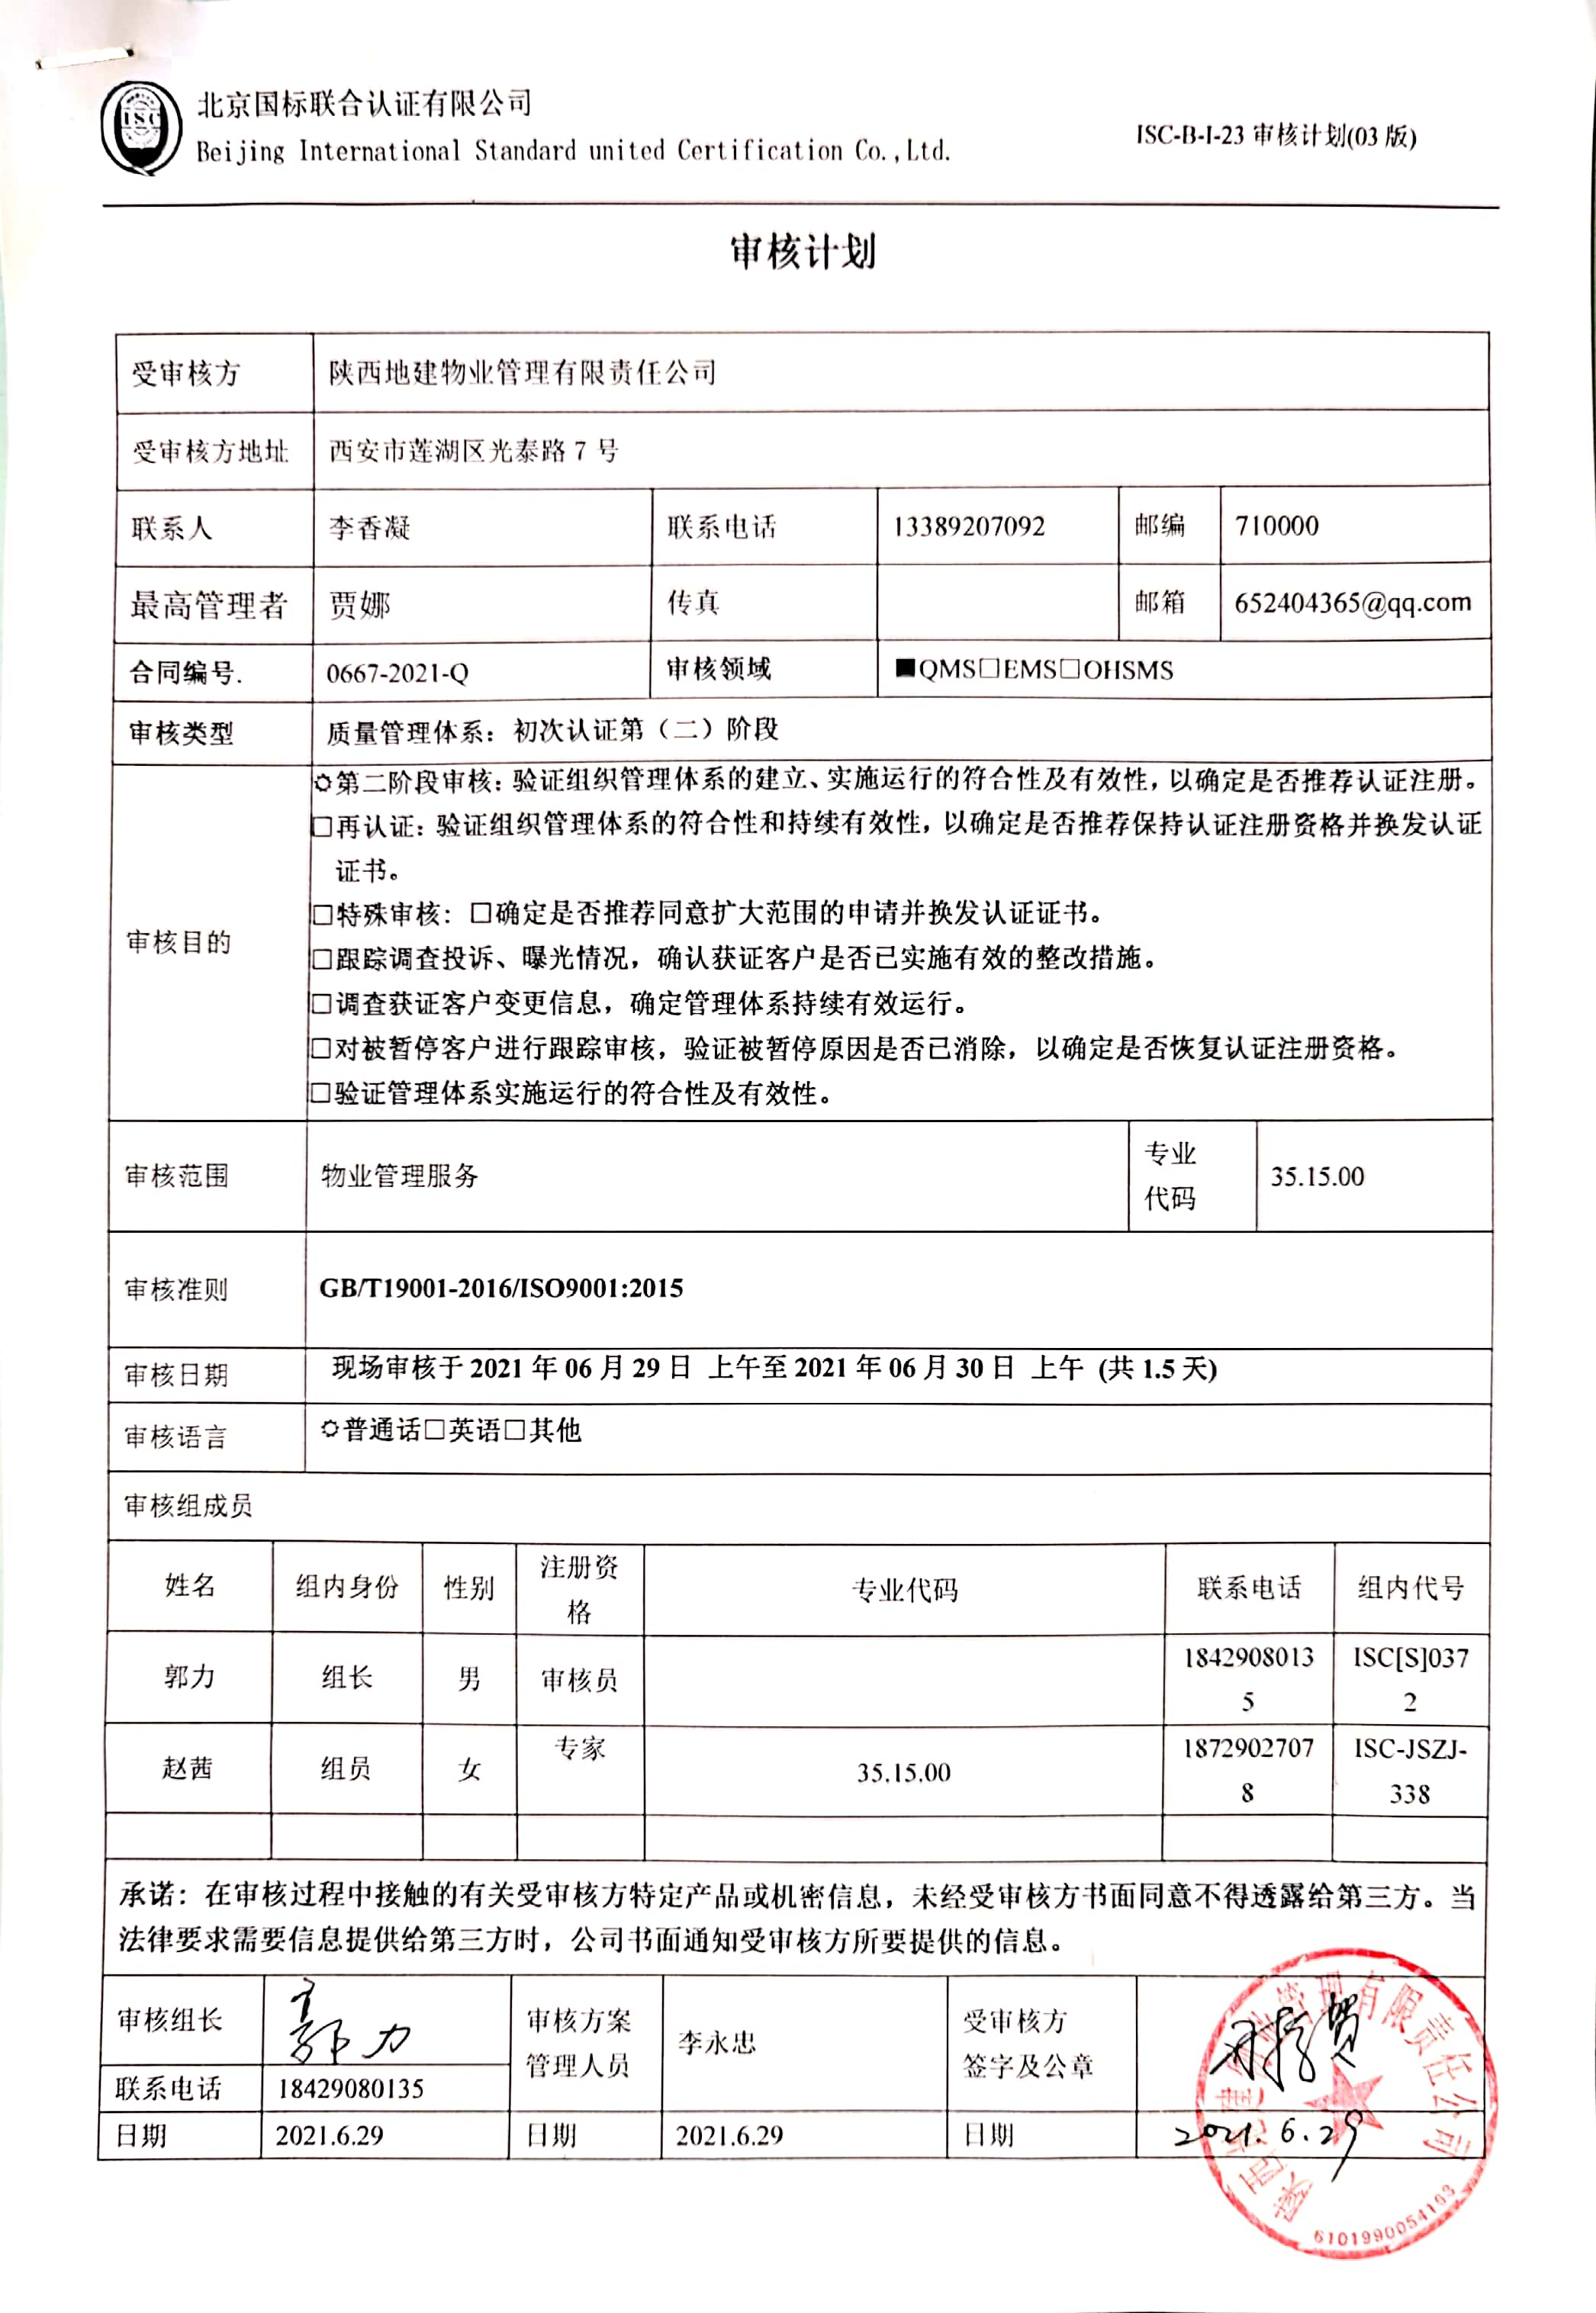 ISC
北京国标联合认证有限公司
Beijing International Standard united Certification Co.,Ltd.
ISC-B-I-23 审核计划(03 版)
审核计划
受审核方 陕西地建物业管理有限责任公司
受审核方地址 西安市莲湖区光泰路 7 号
联系人 李香凝 联系电话 13389207092 邮编 710000
最高管理者 贾娜 传真 邮箱 652404365@qq.com
合同编号. 0667-2021-Q 审核领域 ■QMS□EMS□OHSMS
审核类型 质量管理体系：初次认证第（二）阶段
审核目的
✡第二阶段审核：验证组织管理体系的建立、实施运行的符合性及有效性，以确定是否推荐认证注册。
□再认证：验证组织管理体系的符合性和持续有效性，以确定是否推荐保持认证注册资格并换发认证
证书。
□特殊审核：□确定是否推荐同意扩大范围的申请并换发认证证书。
□跟踪调查投诉、曝光情况，确认获证客户是否已实施有效的整改措施。
□调查获证客户变更信息，确定管理体系持续有效运行。
□对被暂停客户进行跟踪审核，验证被暂停原因是否已消除，以确定是否恢复认证注册资格。
□验证管理体系实施运行的符合性及有效性。
审核范围 物业管理服务 专业
代码 35.15.00
审核准则 GB/T19001-2016/ISO9001:2015
审核日期 现场审核于 2021 年 06 月 29 日 上午至 2021 年 06 月 30 日 上午 (共 1.5 天)
审核语言 ✡普通话□英语□其他
审核组成员
姓名 组内身份 性别 注册资
格 专业代码 联系电话 组内代号
郭力 组长 男 审核员 1842908013
5 ISC[S]037
2
赵茜 组员 女 专家 35.15.00 1872902707
8 ISC-JSZJ-
338
承诺：在审核过程中接触的有关受审核方特定产品或机密信息，未经受审核方书面同意不得透露给第三方。当
法律要求需要信息提供给第三方时，公司书面通知受审核方所要提供的信息。
审核组长 郭力 审核方案
管理人员 李永忠 受审核方
签字及公章
联系电话 18429080135
日期 2021.6.29 日期 2021.6.29 日期 2021.6.29
陕西地建物业管理有限责任公司
6101990054193